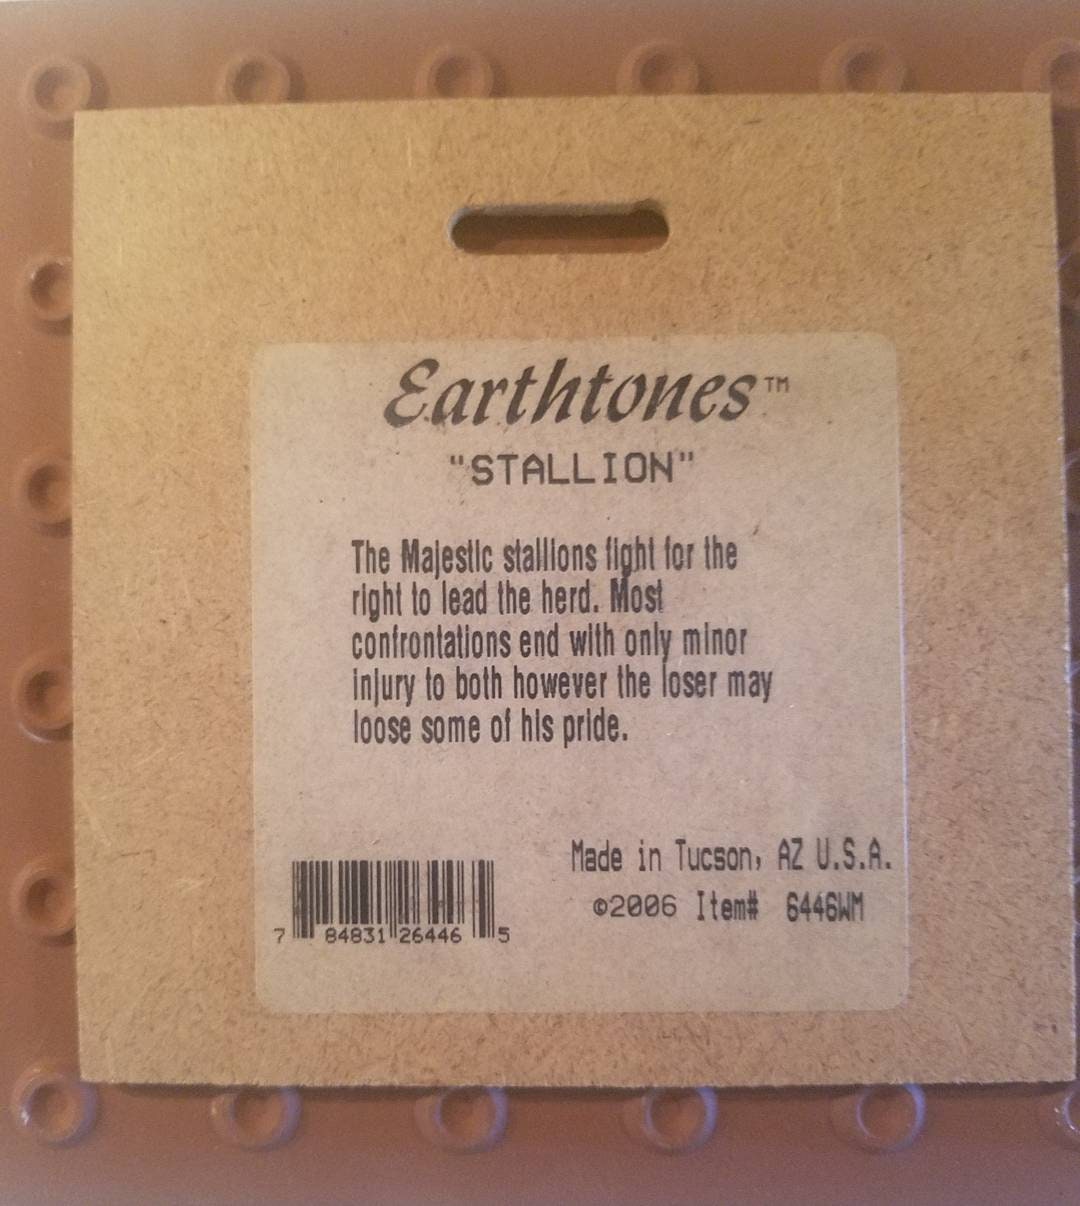 Earthtones™
"STALLION"
The Majestic stallions fight for the
right to lead the herd. Most
confrontations end with only minor
injury to both however the loser may
loose some of his pride.
Made in Tucson, AZ U.S.A.
©2006 Item# 6446WM
7 84831 26446 5